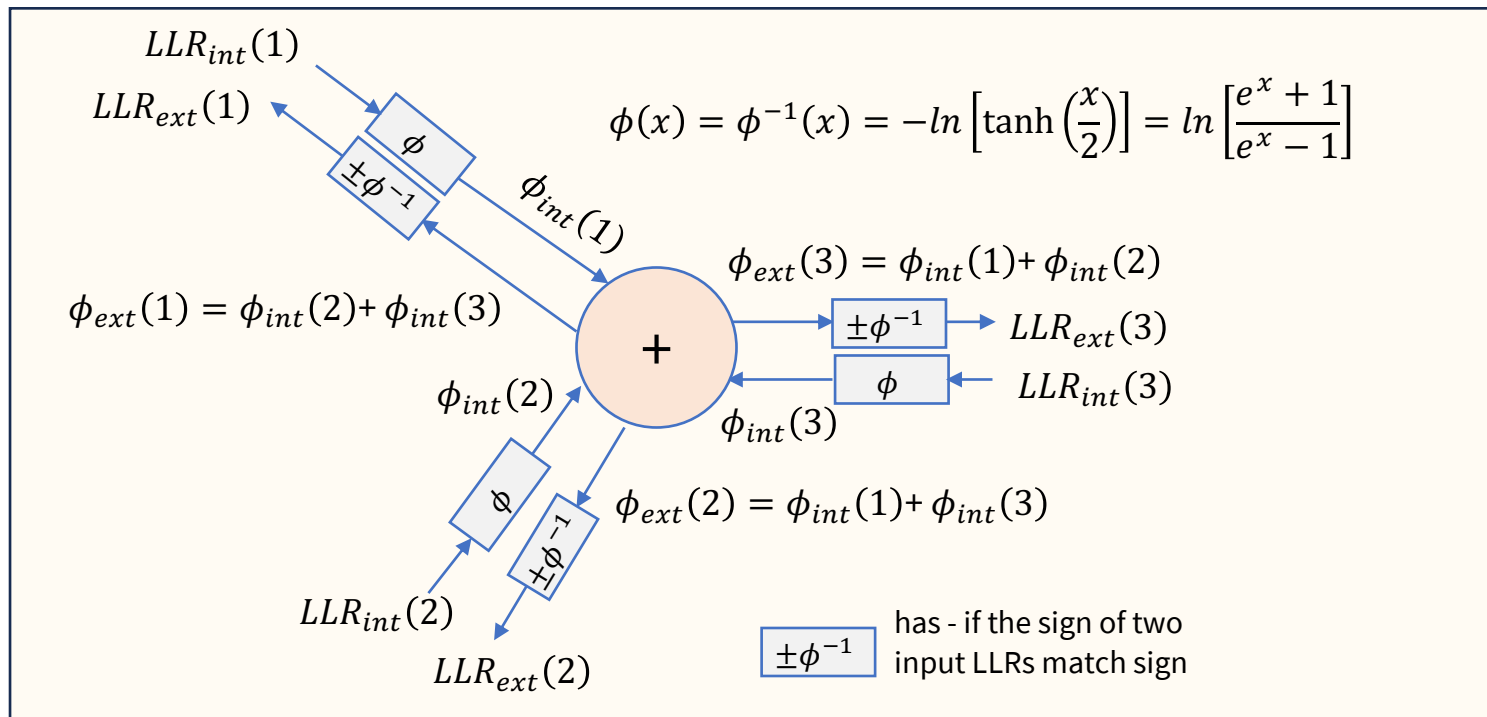 LLR_int(1)
LLR_ext(1)
ϕ(x) = ϕ⁻¹(x) = −ln [tanh (x/2)] = ln [(eˣ + 1)/(eˣ − 1)]
ϕ
±ϕ⁻¹
ϕ_int(1)
ϕ_ext(3) = ϕ_int(1)+ ϕ_int(2)
ϕ_ext(1) = ϕ_int(2)+ ϕ_int(3)
+
±ϕ⁻¹
LLR_ext(3)
ϕ
LLR_int(3)
ϕ_int(2)
ϕ_int(3)
ϕ
±ϕ⁻¹
ϕ_ext(2) = ϕ_int(1)+ ϕ_int(3)
LLR_int(2)
LLR_ext(2)
±ϕ⁻¹
has - if the sign of two
input LLRs match sign